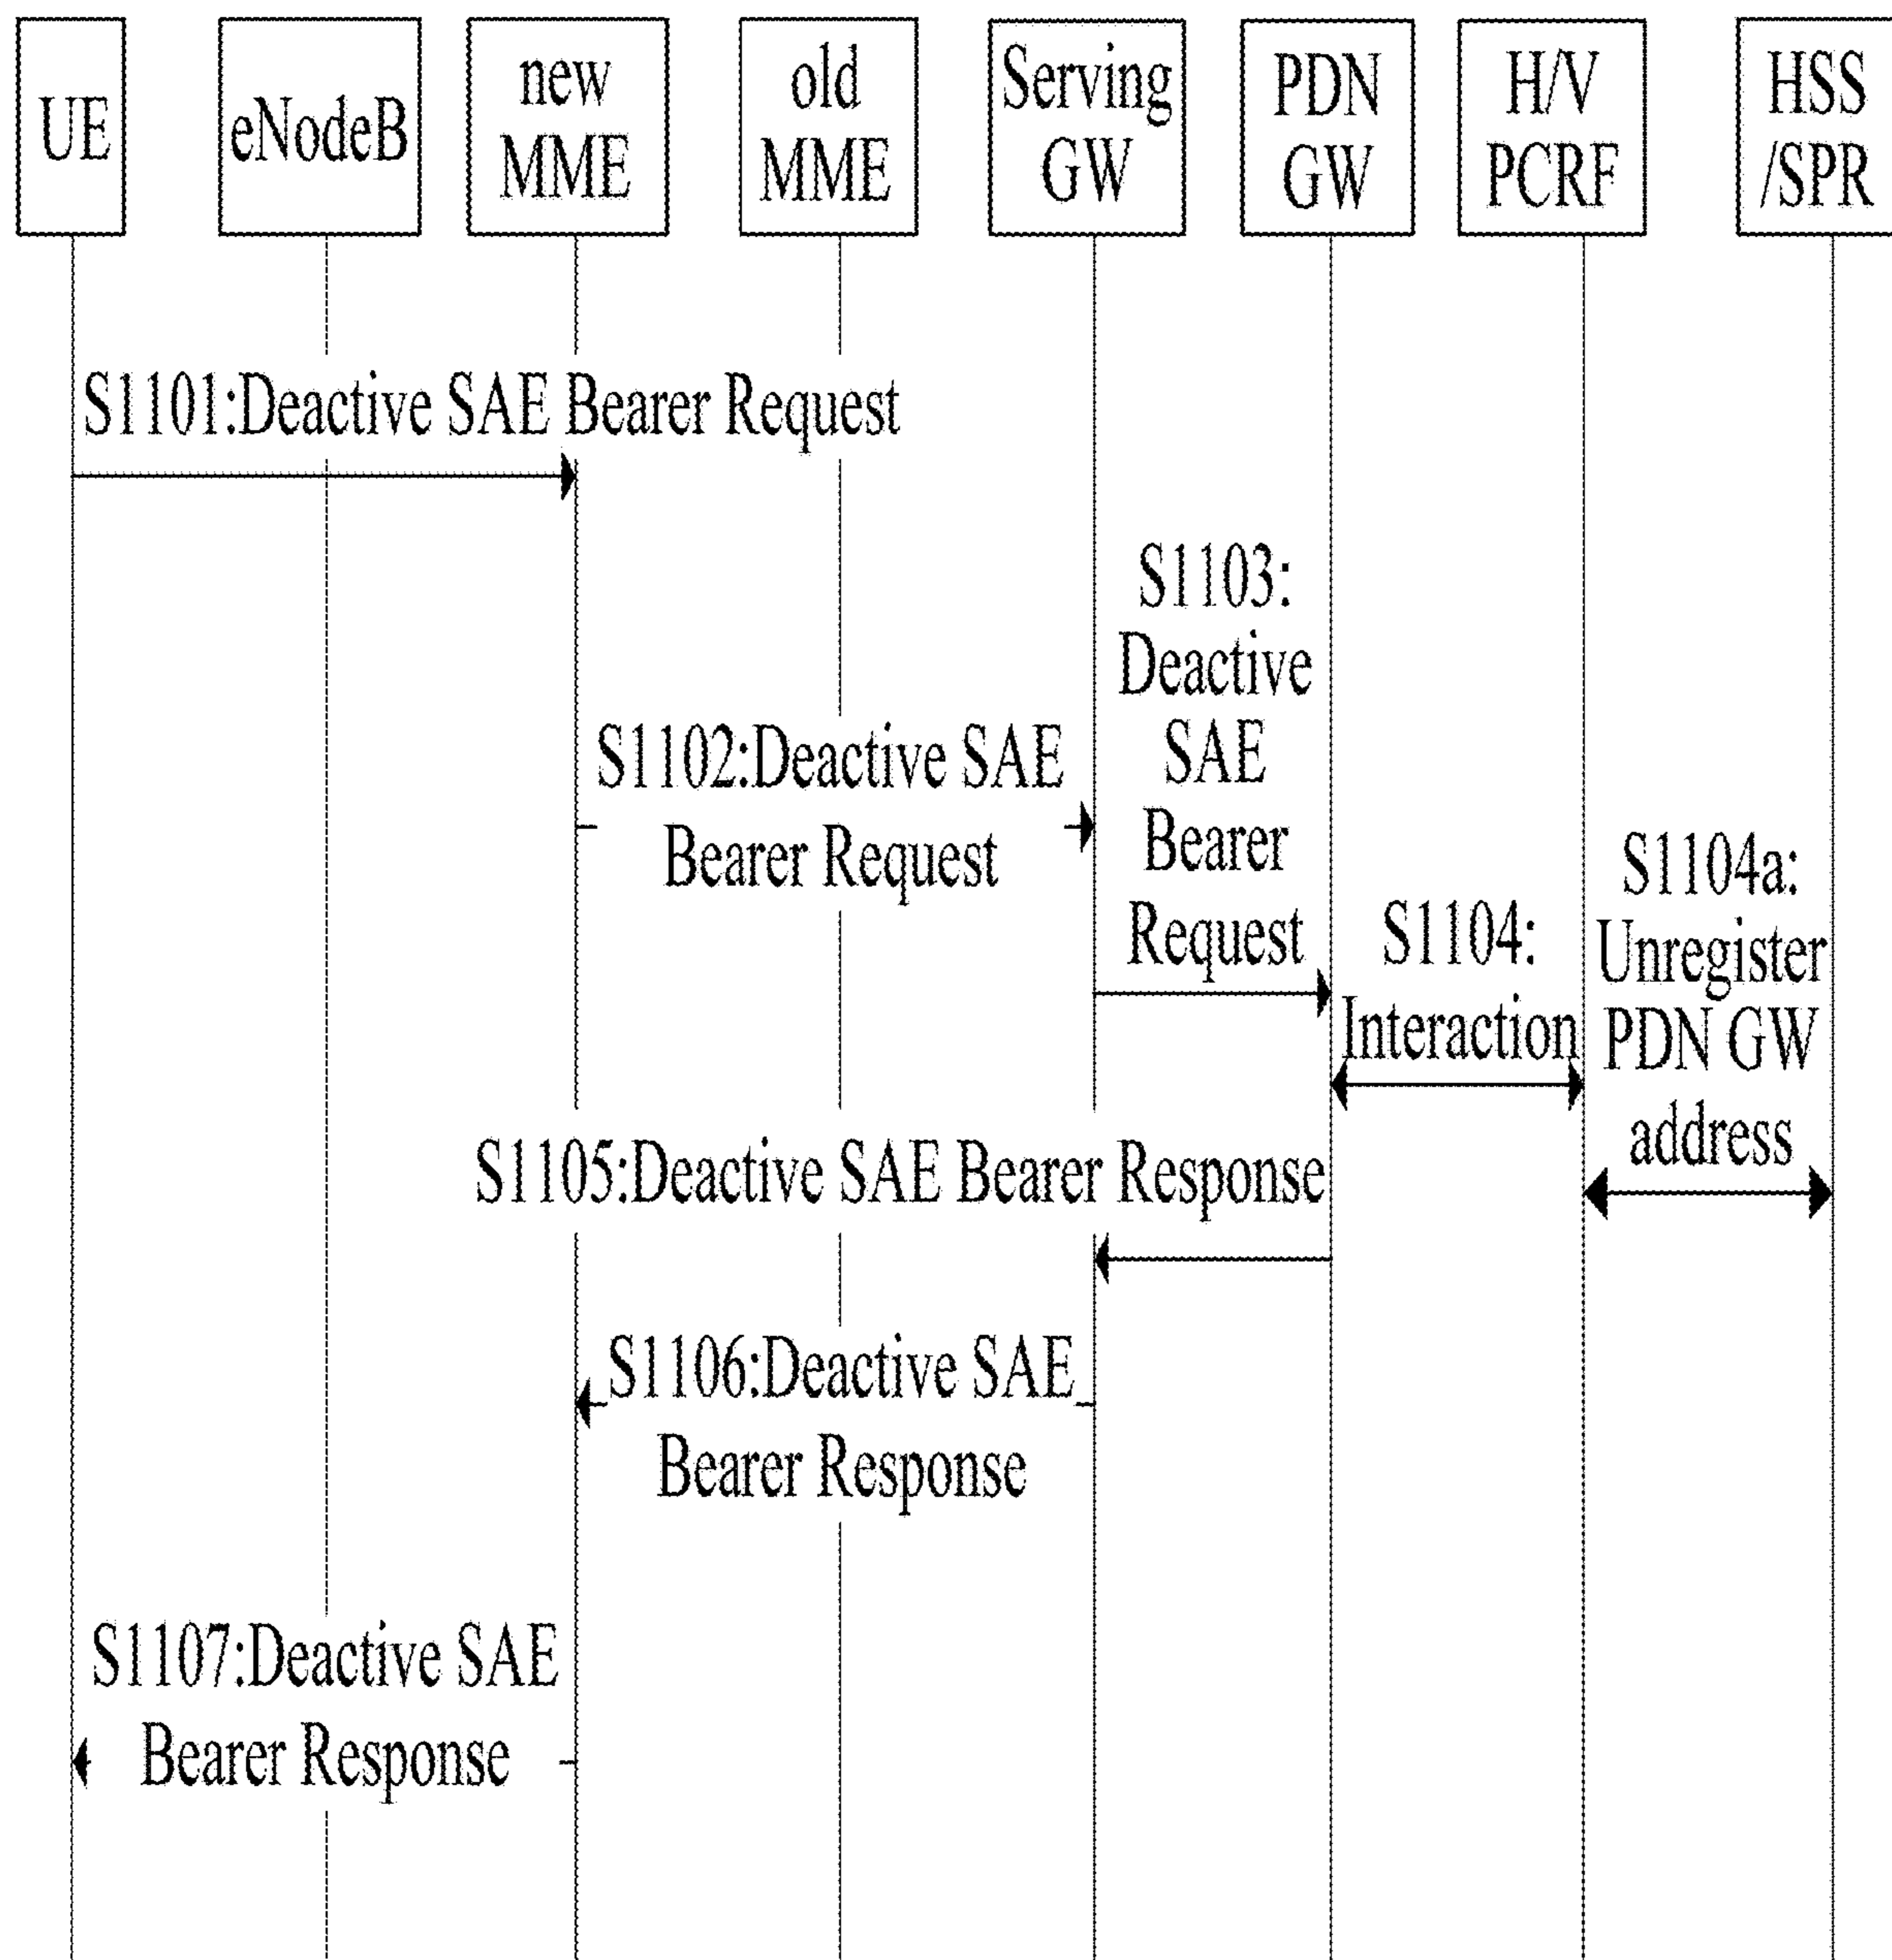 UE
eNodeB
new
MME
old
MME
Serving
GW
PDN
GW
H/V
PCRF
HSS
/SPR
S1101:Deactive SAE Bearer Request
S1102:Deactive SAE
Bearer Request
S1103:
Deactive
SAE
Bearer
Request
S1104:
Interaction
S1104a:
Unregister
PDN GW
address
S1105:Deactive SAE Bearer Response
S1106:Deactive SAE
Bearer Response
S1107:Deactive SAE
Bearer Response